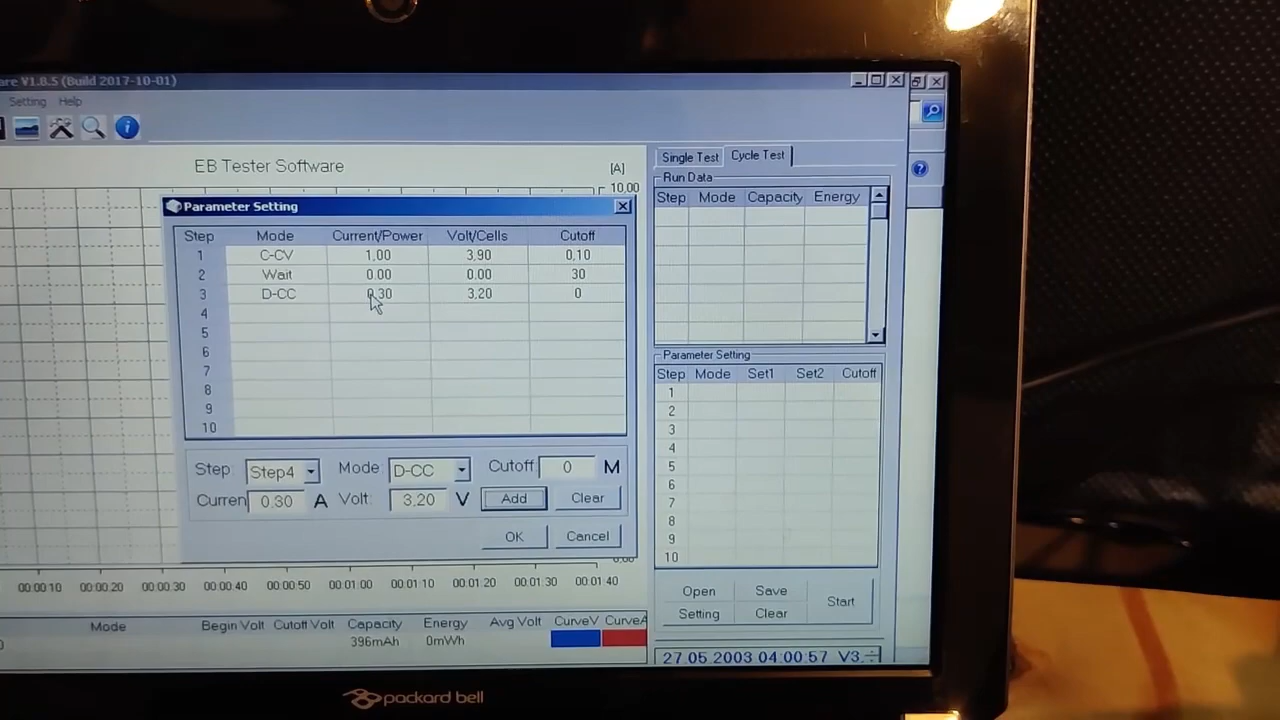 are V1.8.5 (Build 2017-10-01)
Setting Help
EB Tester Software
[A]
10.00
Parameter Setting
Step Mode Current/Power Volt/Cells Cutoff
1 C-CV 1.00 3.90 0.10
2 Wait 0.00 0.00 30
3 D-CC 0.30 3.20 0
4
5
6
7
8
9
10
Step: Step4 Mode: D-CC Cutoff: 0 M
Curren 0.30 A Volt: 3.20 V Add Clear
OK Cancel
0.00
00:00:10 00:00:20 00:00:30 00:00:40 00:00:50 00:01:00 00:01:10 00:01:20 00:01:30 00:01:40
Mode Begin Volt Cutoff Volt Capacity Energy Avg Volt CurveV CurveA
396mAh 0mWh
Single Test Cycle Test
Run Data
Step Mode Capacity Energy
Parameter Setting
Step Mode Set1 Set2 Cutoff
1
2
3
4
5
6
7
8
9
10
Open Save Start
Setting Clear
27.05.2003 04:00:57 V3.
packard bell